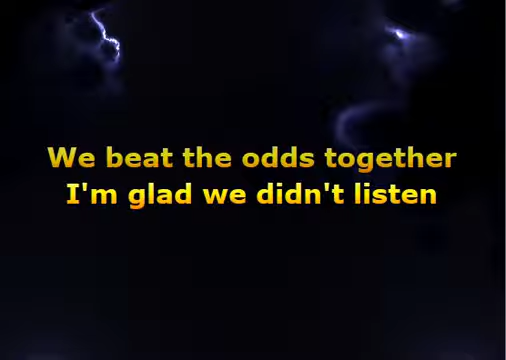 We beat the odds together
I'm glad we didn't listen